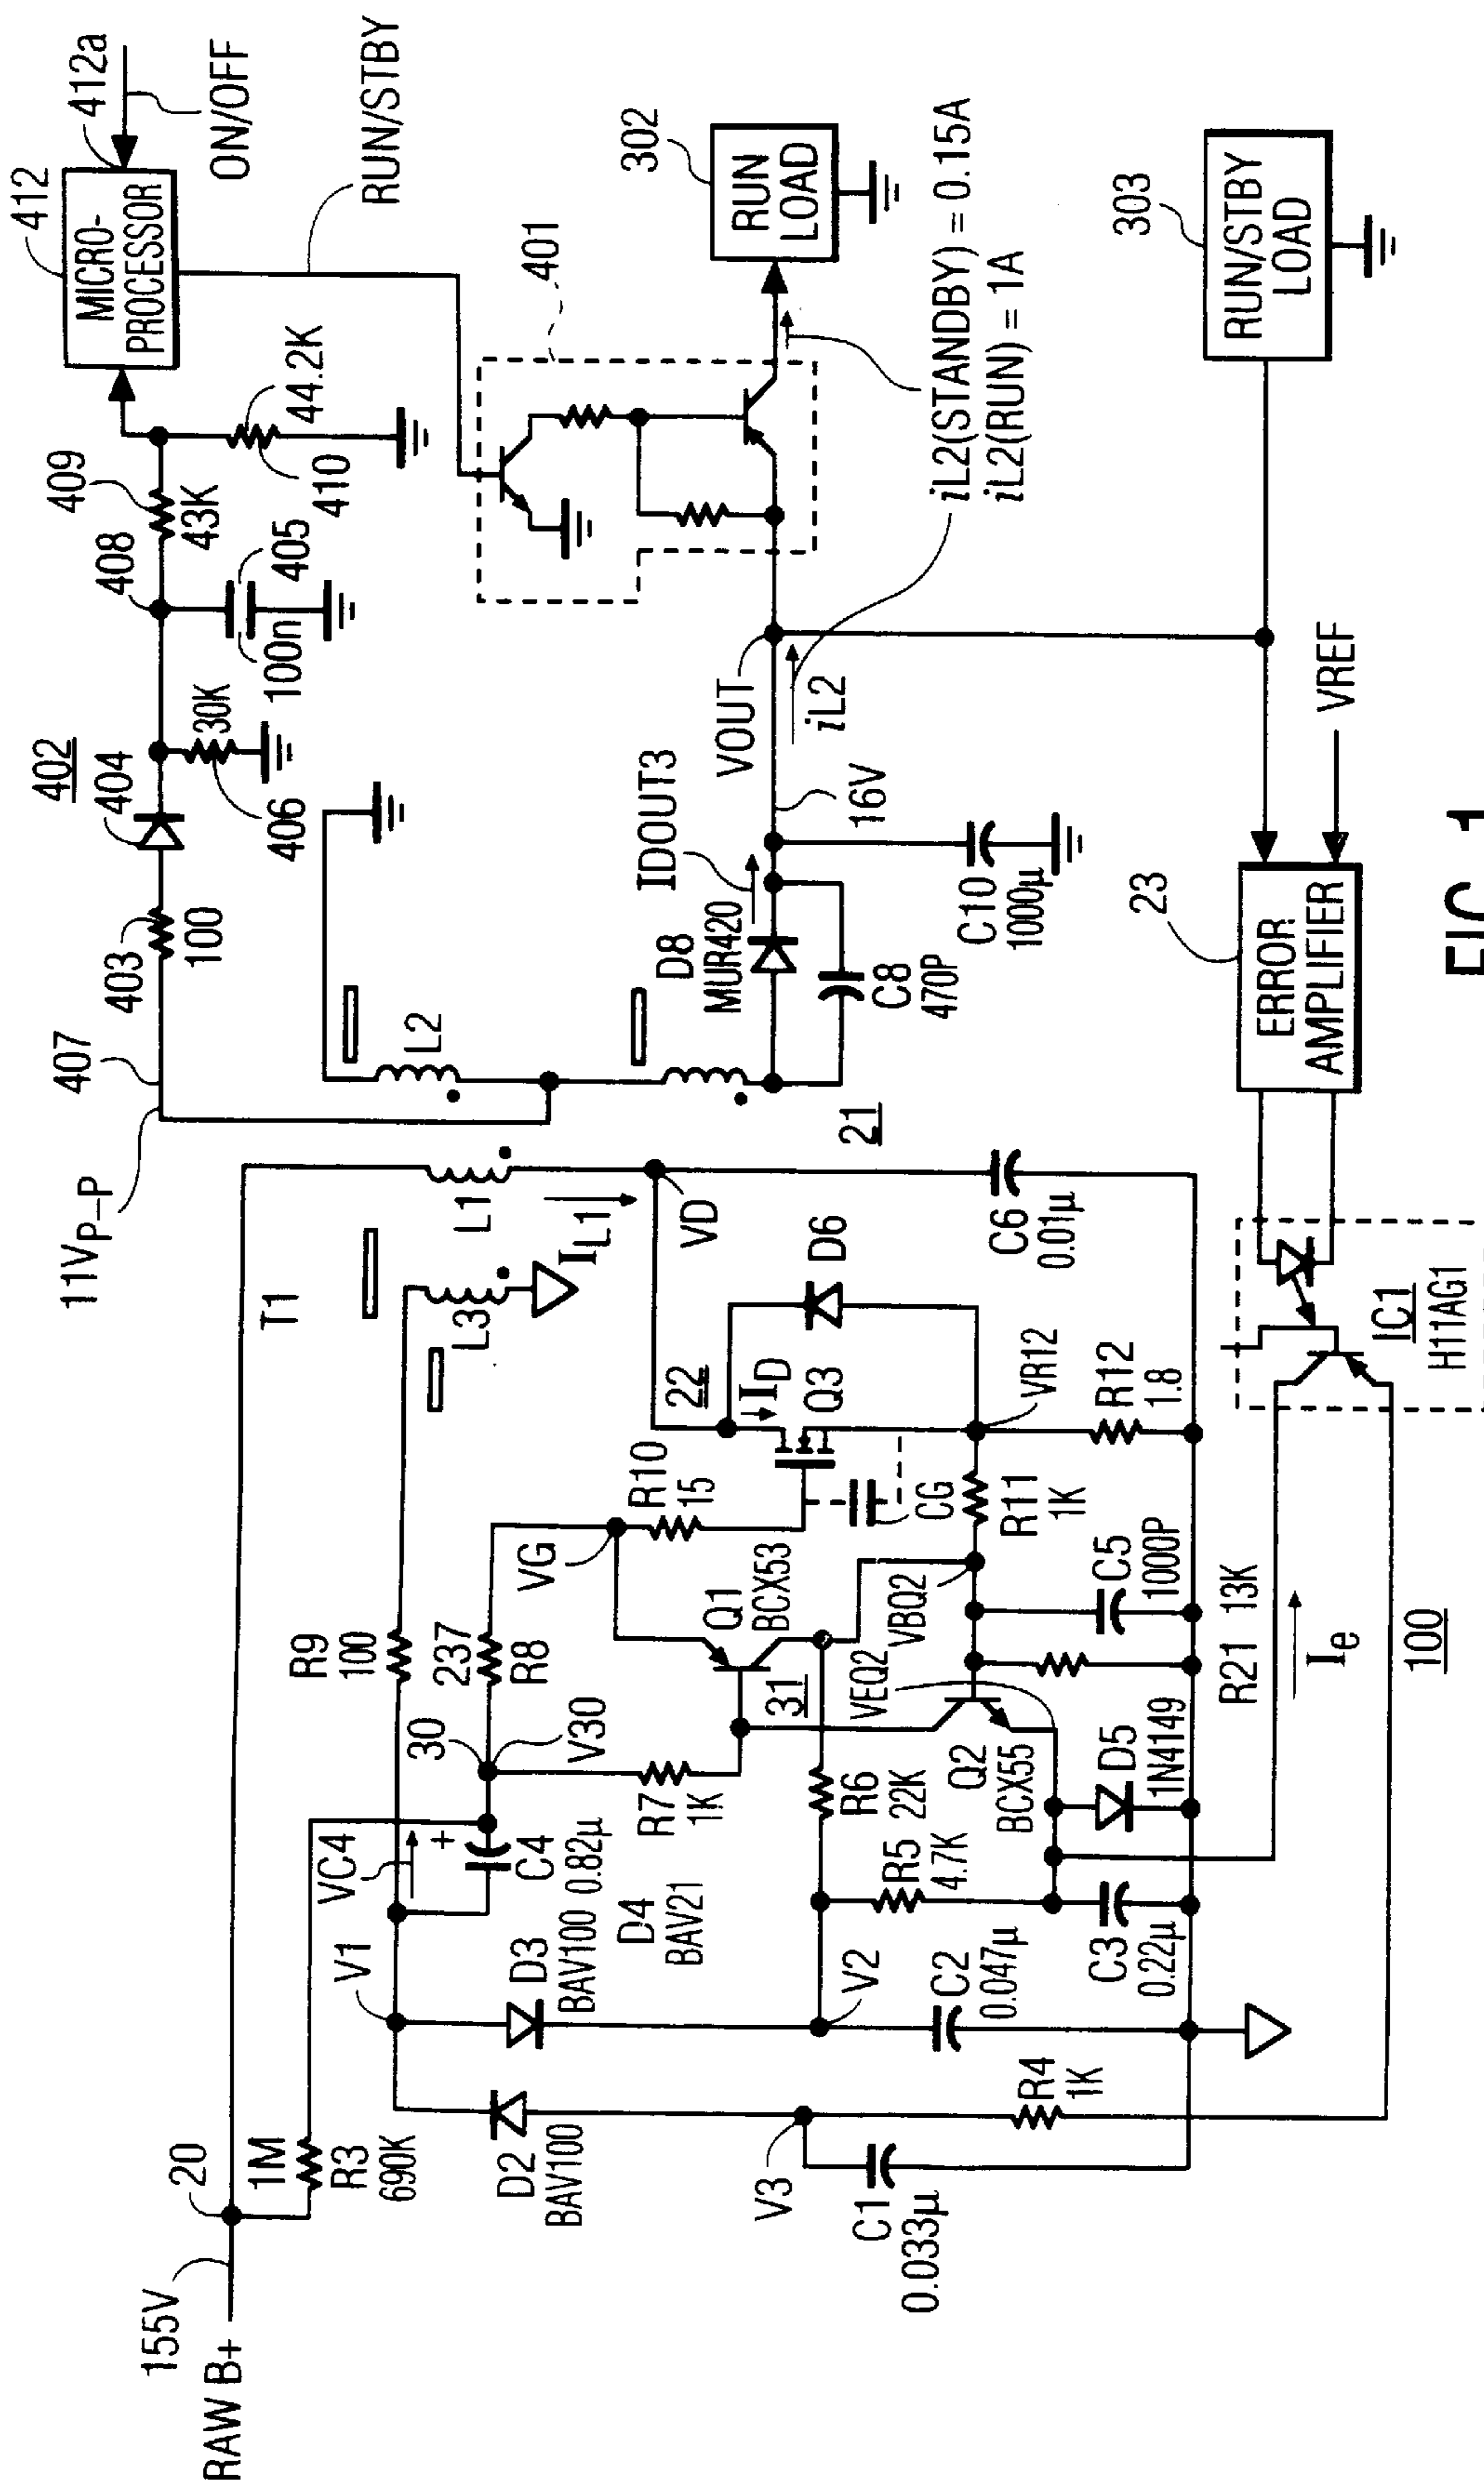 RAW B+
155V
20
1M
R3
690K
D2
BAV100
V3
C1
0.033µ
R4
1K
V1
D3
BAV100
V2
C2
0.047µ
VC4
+
C4
0.82µ
D4
BAV21
R5
4.7K
C3
0.22µ
30
V30
R7
1K
R6
22K
Q2
BCX55
D5
1N4149
R9
100
237
R8
31
VEQ2
VBQ2
Q1
BCX53
VG
R10
15
CG
R11
1K
C5
1000P
R21 13K
Ie
100
22
ID
Q3
VR12
R12
1.8
D6
T1
L3
L1
IL1
VD
C6
0.01µ
IC1
H11AG1
11VP–P
407
403
100
402
404
30K
406
408
100n
405
409
43K
44.2K
410
412
MICRO-
PROCESSOR
412a
ON/OFF
RUN/STBY
L2
21
D8
MUR420
C8
470P
IDOUT3
C10
1000µ
16V
VOUT
iL2
401
302
RUN
LOAD
iL2(STANDBY) = 0.15A
iL2(RUN) = 1A
303
RUN/STBY
LOAD
VREF
23
ERROR
AMPLIFIER
FIG. 1